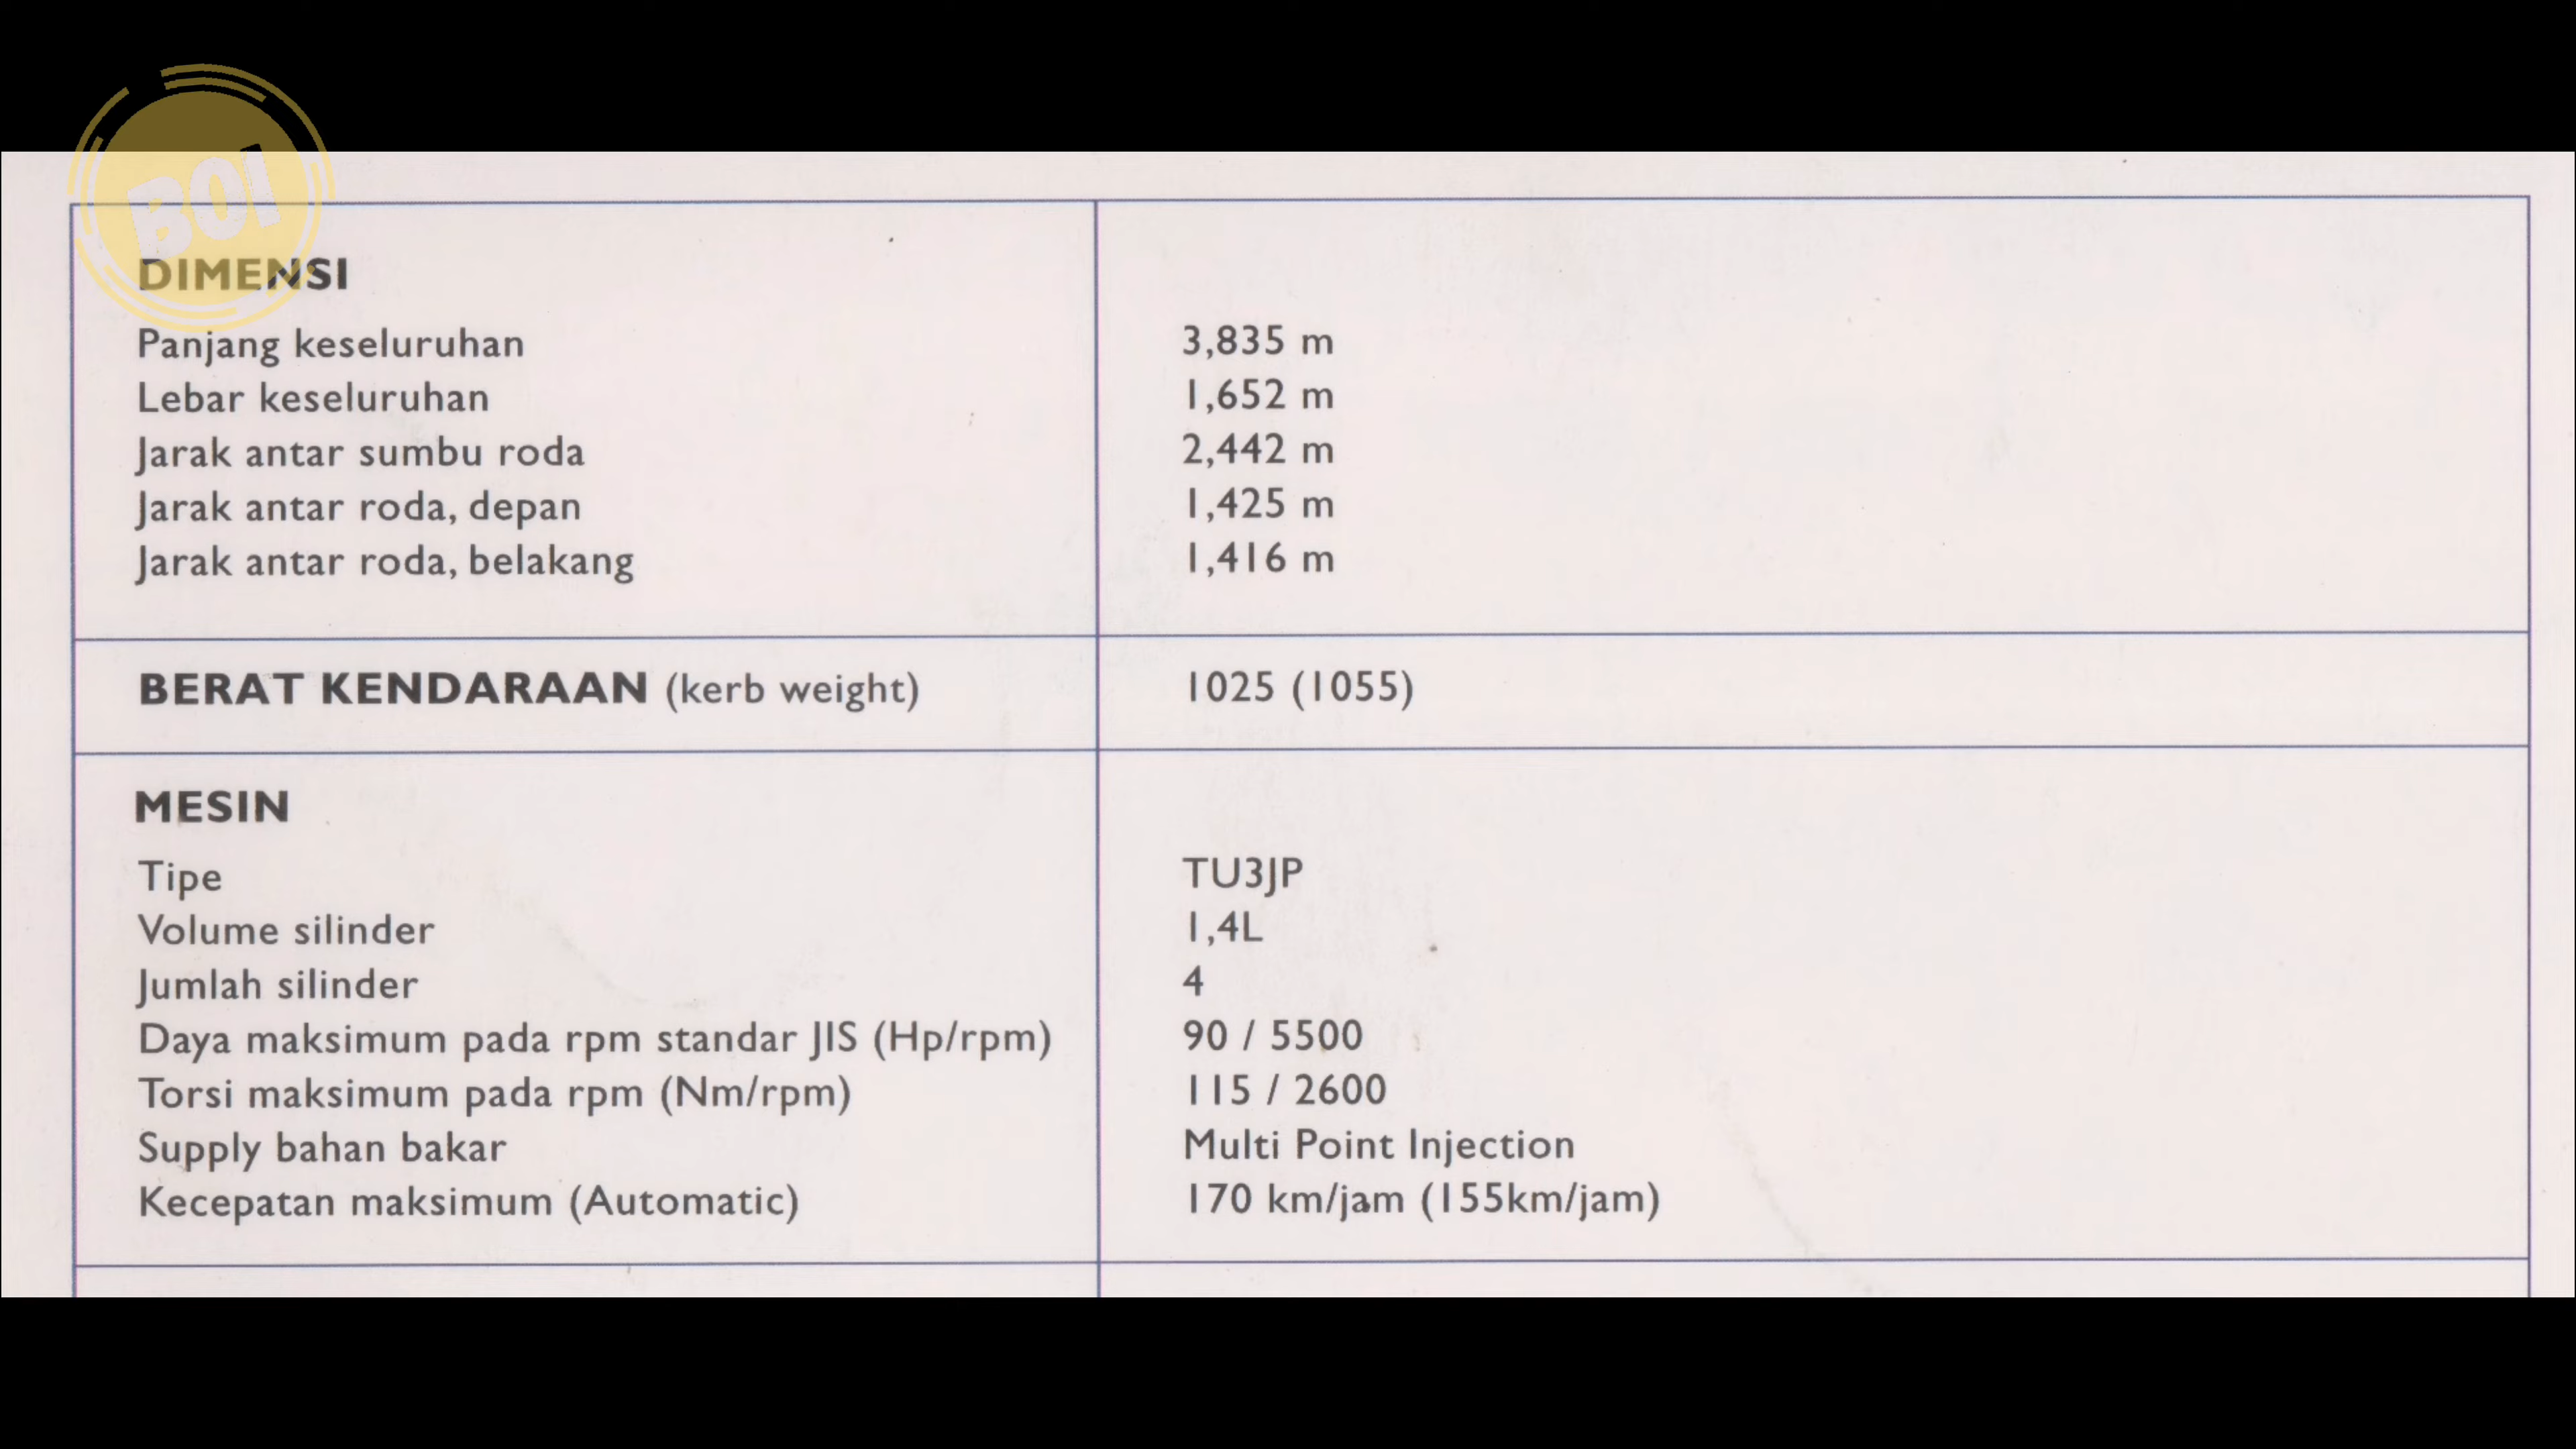 BOI
DIMENSI
Panjang keseluruhan 3,835 m
Lebar keseluruhan 1,652 m
Jarak antar sumbu roda 2,442 m
Jarak antar roda, depan 1,425 m
Jarak antar roda, belakang 1,416 m
BERAT KENDARAAN (kerb weight) 1025 (1055)
MESIN
Tipe TU3JP
Volume silinder 1,4L
Jumlah silinder 4
Daya maksimum pada rpm standar JIS (Hp/rpm) 90 / 5500
Torsi maksimum pada rpm (Nm/rpm) 115 / 2600
Supply bahan bakar Multi Point Injection
Kecepatan maksimum (Automatic) 170 km/jam (155km/jam)